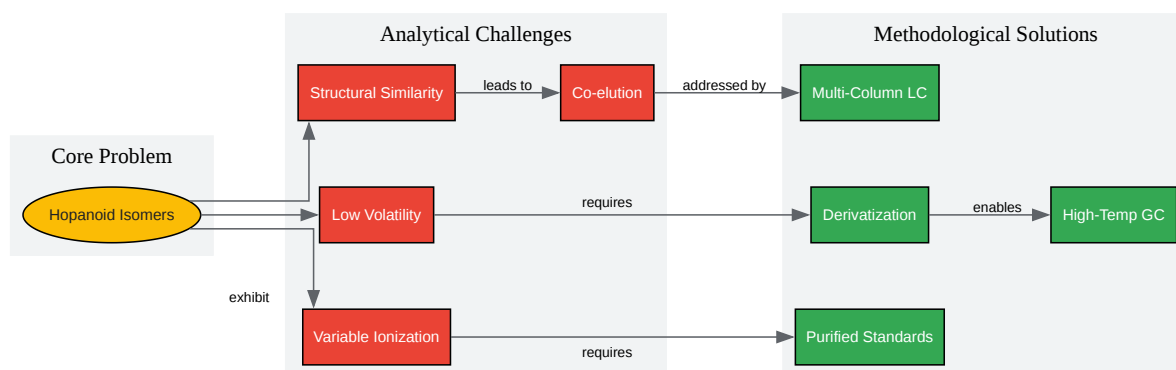 Core Problem
Hopanoid Isomers
exhibit
Analytical Challenges
Structural Similarity
leads to
Co-elution
Low Volatility
Variable Ionization
addressed by
requires
requires
Methodological Solutions
Multi-Column LC
Derivatization
enables
High-Temp GC
Purified Standards